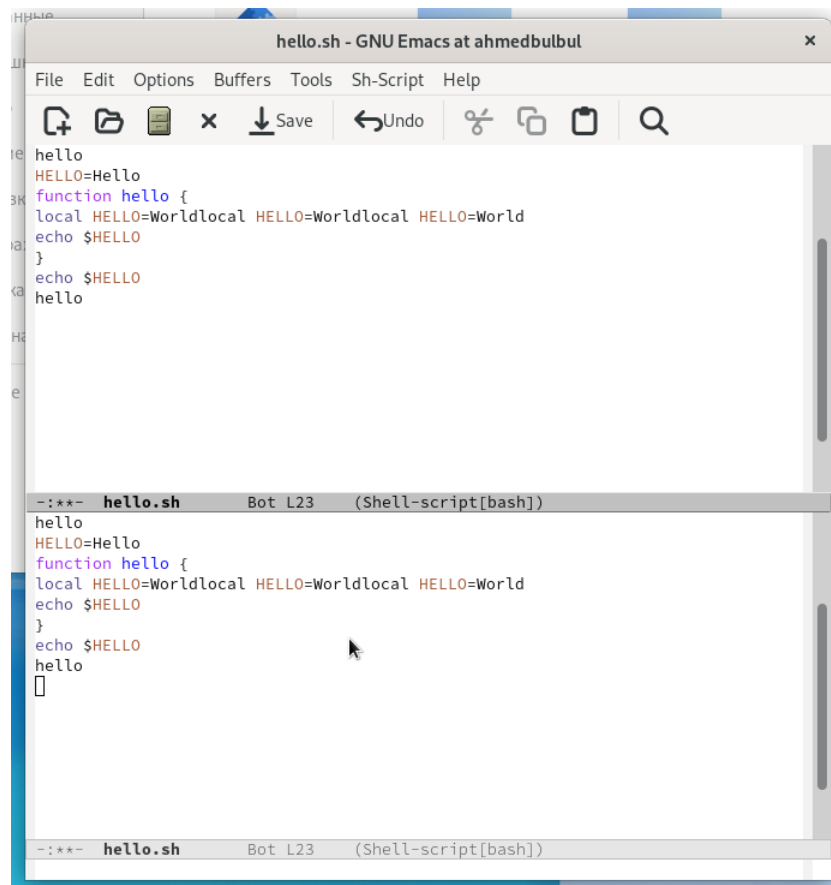 нные
hello.sh - GNU Emacs at ahmedbulbul
File Edit Options Buffers Tools Sh-Script Help
Save Undo
hello
HELLO=Hello
function hello {
local HELLO=Worldlocal HELLO=Worldlocal HELLO=World
echo $HELLO
}
echo $HELLO
hello
-:**- hello.sh Bot L23 (Shell-script[bash])
hello
HELLO=Hello
function hello {
local HELLO=Worldlocal HELLO=Worldlocal HELLO=World
echo $HELLO
}
echo $HELLO
hello
-:**- hello.sh Bot L23 (Shell-script[bash])